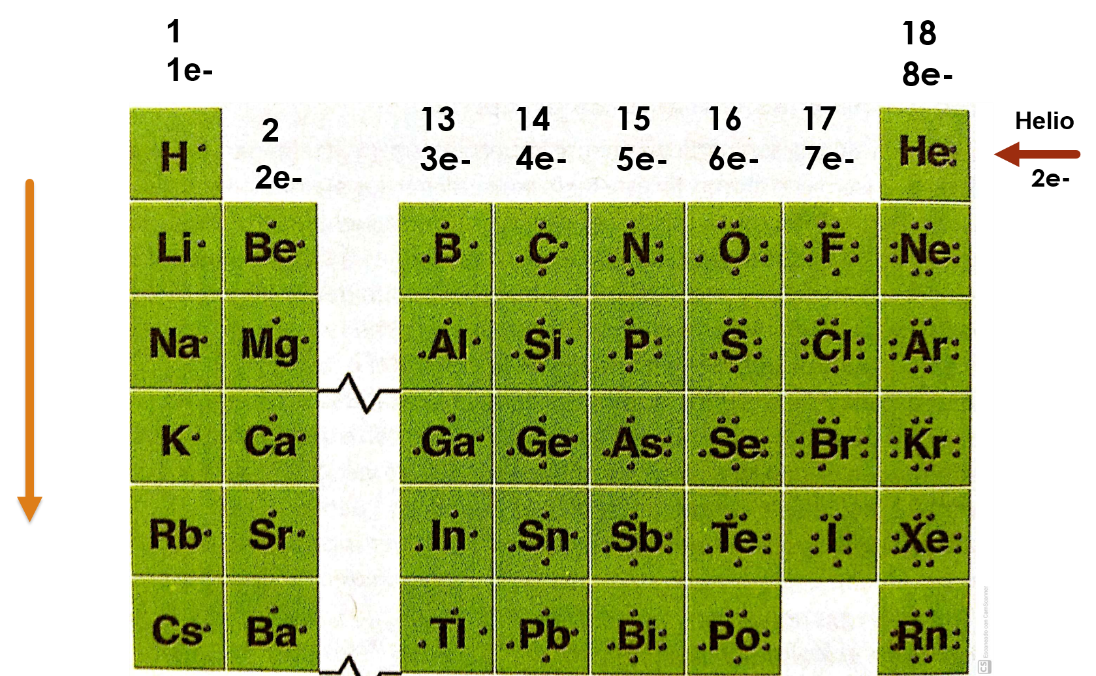 1
1e-
18
8e-
2
2e-
13
3e-
14
4e-
15
5e-
16
6e-
17
7e-
Helio
2e-
H He
Li Be B C N O F Ne
Na Mg Al Si P S Cl Ar
K Ca Ga Ge As Se Br Kr
Rb Sr In Sn Sb Te I Xe
Cs Ba Tl Pb Bi Po Rn
CS